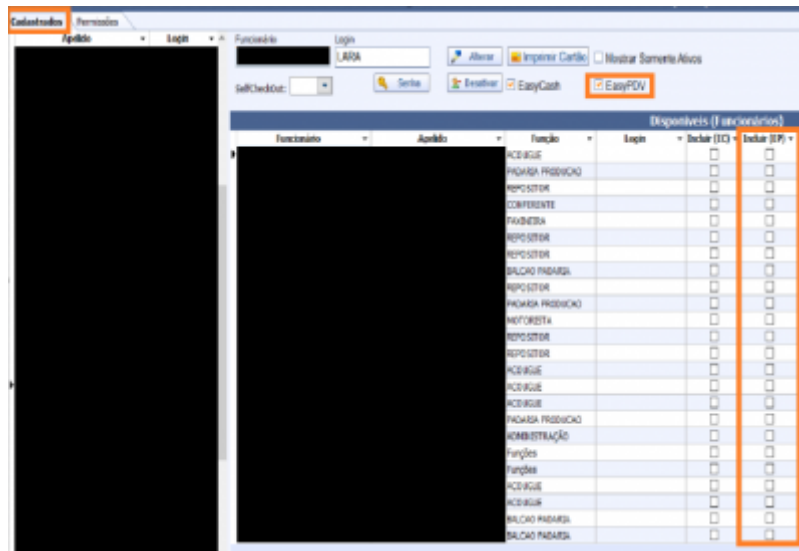 Cadastrados Permissões
Apelido Login
Funcionário Login
LARA Alterar Imprimir Cartão Mostrar Somente Ativos
SelfCheckOut: Senha Desativar EasyCash EasyPDV
Disponíveis (Funcionários)
Funcionário Apelido Função Login Incluir (EC) Incluir (EP)
ACOUGUE
PADARIA PRODUCAO
REPOSITOR
CONFERENTE
FAXINEIRA
REPOSITOR
REPOSITOR
BALCAO PADARIA
REPOSITOR
PADARIA PRODUCAO
MOTORISTA
REPOSITOR
REPOSITOR
ACOUGUE
ACOUGUE
ACOUGUE
PADARIA PRODUCAO
ADMINISTRAÇÃO
Funções
Funções
ACOUGUE
ACOUGUE
BALCAO PADARIA
BALCAO PADARIA